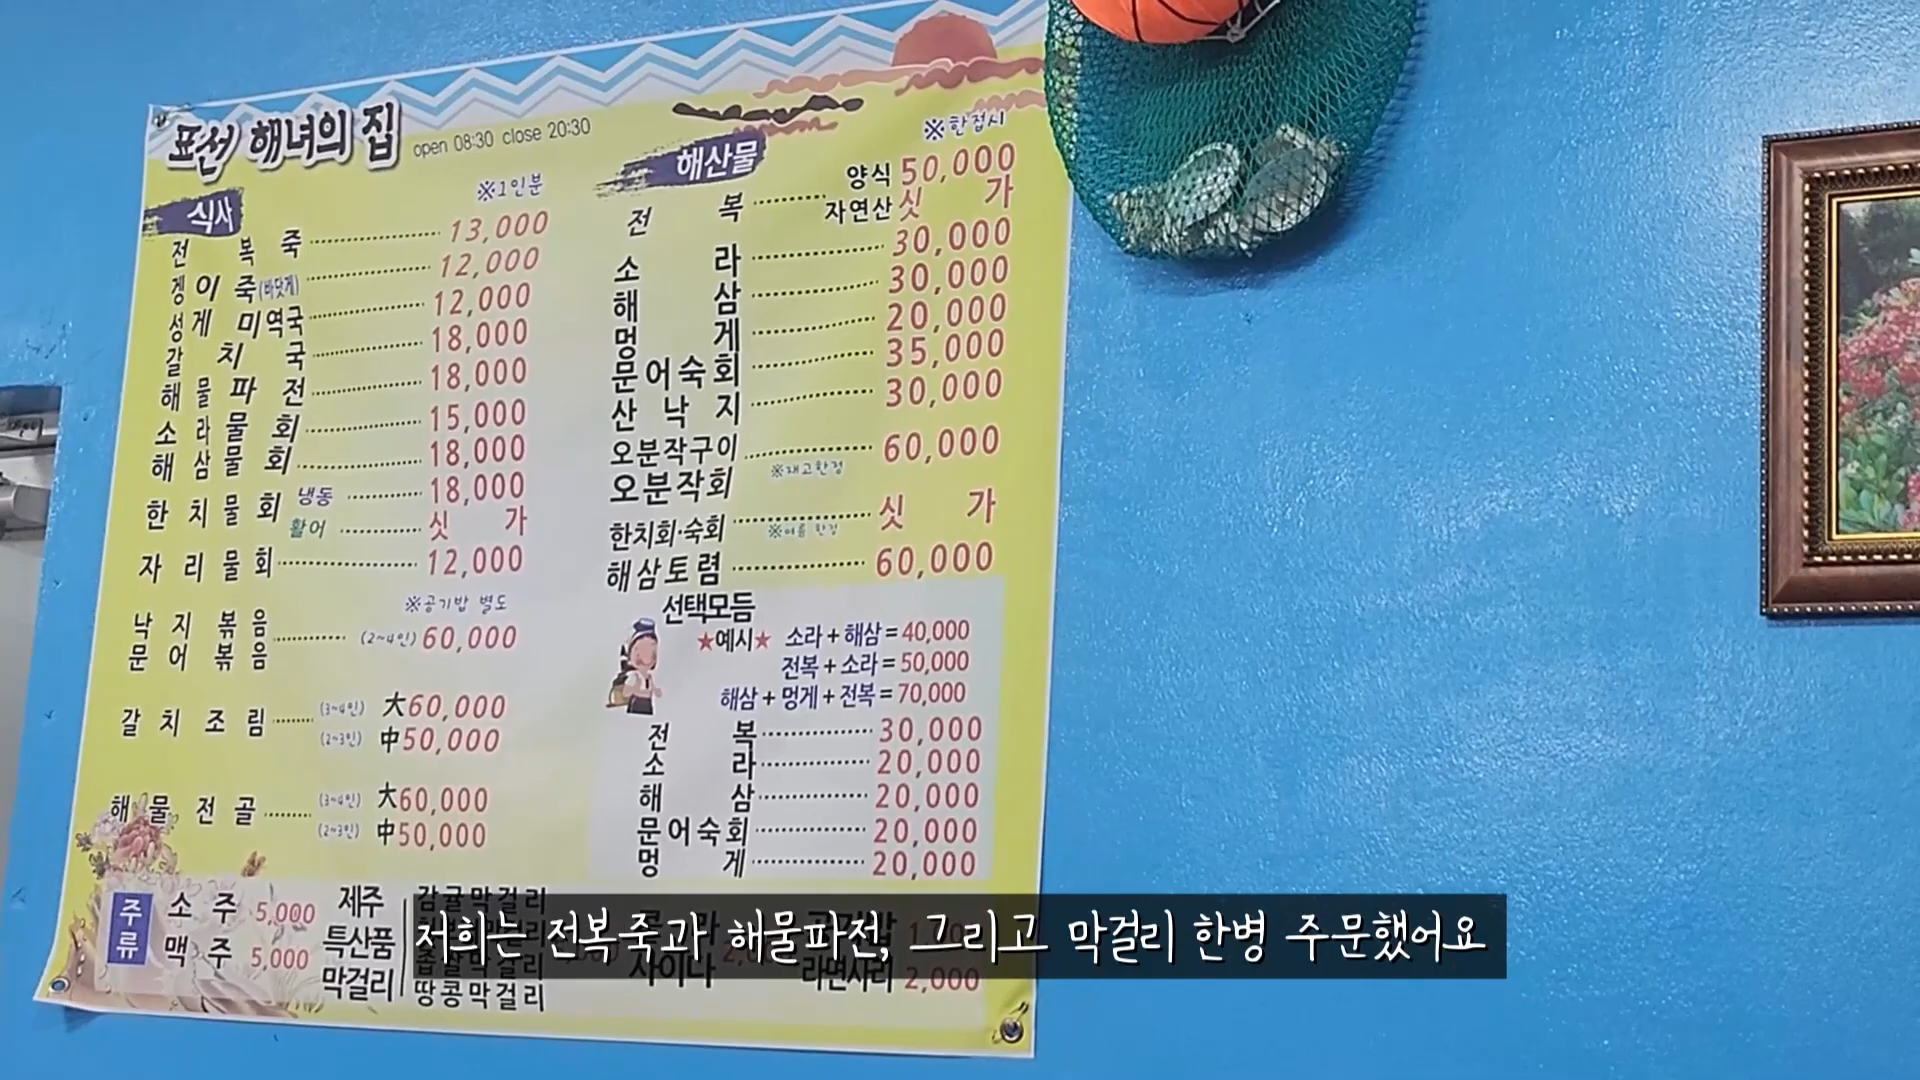 표선 해녀의 집 open 08:30 close 20:30
식사 ※1인분
전복죽 13,000
겡이죽(바닷게) 12,000
성게미역국 12,000
갈치국 18,000
해물파전 18,000
소라물회 15,000
해삼물회 18,000
한치물회 냉동 18,000
활어 싯가
자리물회 12,000
※공기밥 별도
낙지볶음
문어볶음 (2~4인) 60,000
갈치조림 (3~4인) 大60,000
(2~3인) 中50,000
해물전골 (3~4인) 大60,000
(2~3인) 中50,000
해산물 ※한접시
전복 양식 50,000
자연산 싯가
소라 30,000
해삼 30,000
멍게 20,000
문어숙회 35,000
산낙지 30,000
오분작구이 60,000
오분작회 ※재고한정
한치회·숙회 ※여름 한정 싯가
해삼토렴 60,000
선택모듬
★예시★ 소라+해삼=40,000
전복+소라=50,000
해삼+멍게+전복=70,000
전복 30,000
소라 20,000
해삼 20,000
문어숙회 20,000
멍게 20,000
주류
소주 5,000
맥주 5,000
제주
특산품
막걸리
감귤막걸리
땅콩막걸리
사이다
라면사리 2,000
저희는 전복죽과 해물파전, 그리고 막걸리 한병 주문했어요